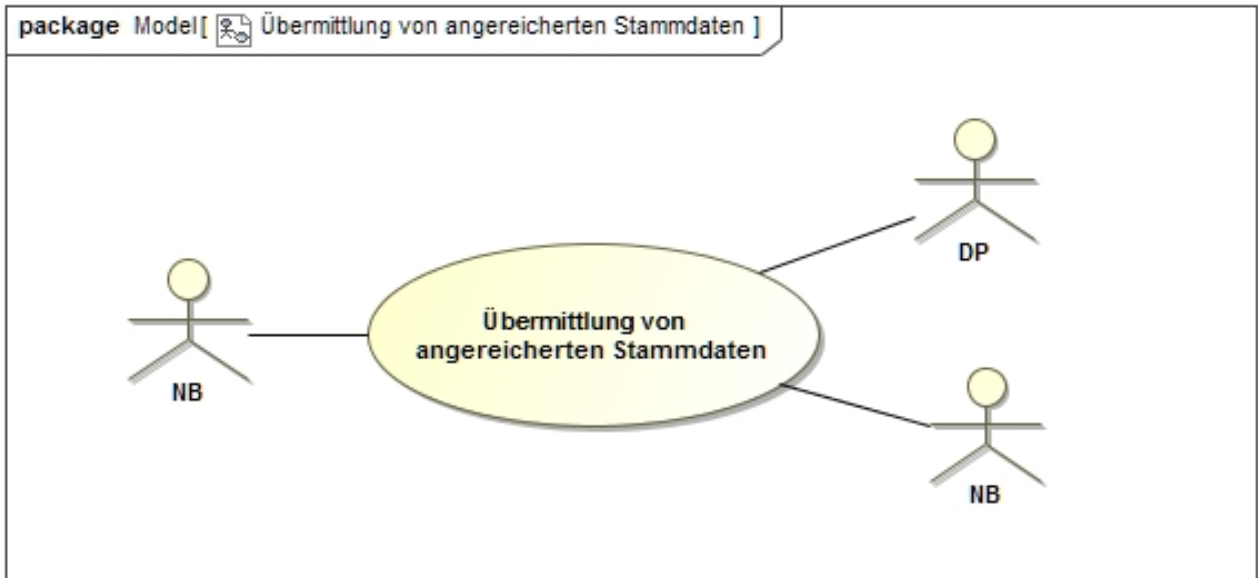 package Model[ Übermittlung von angereicherten Stammdaten ]
DP
Übermittlung von
angereicherten Stammdaten
NB
NB